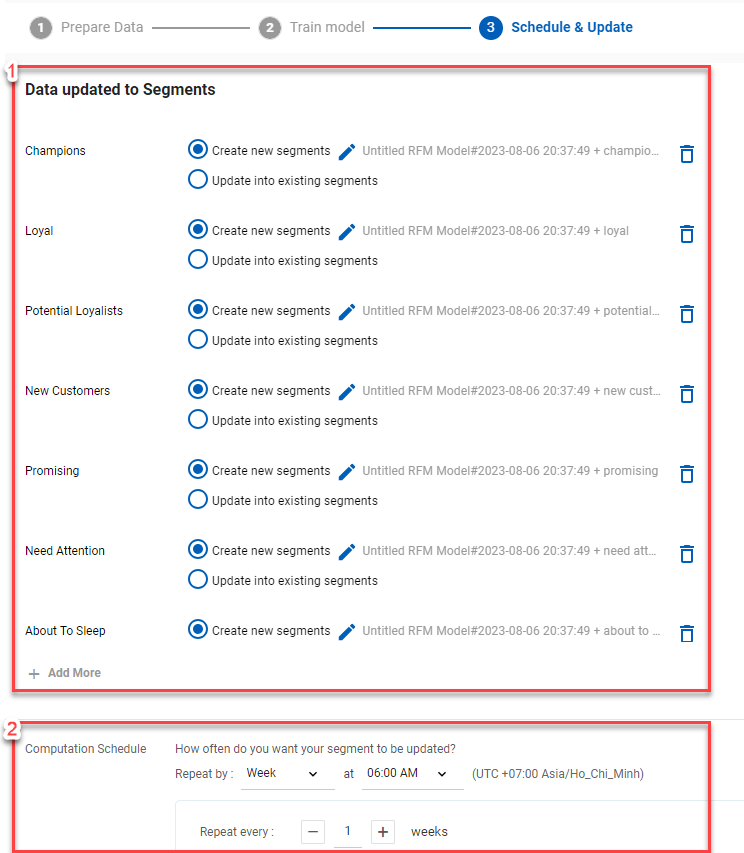 1 Prepare Data 2 Train model 3 Schedule & Update
1
Data updated to Segments
Champions Create new segments Untitled RFM Model#2023-08-06 20:37:49 + champio...
Update into existing segments
Loyal Create new segments Untitled RFM Model#2023-08-06 20:37:49 + loyal
Update into existing segments
Potential Loyalists Create new segments Untitled RFM Model#2023-08-06 20:37:49 + potential...
Update into existing segments
New Customers Create new segments Untitled RFM Model#2023-08-06 20:37:49 + new cust...
Update into existing segments
Promising Create new segments Untitled RFM Model#2023-08-06 20:37:49 + promising
Update into existing segments
Need Attention Create new segments Untitled RFM Model#2023-08-06 20:37:49 + need att...
Update into existing segments
About To Sleep Create new segments Untitled RFM Model#2023-08-06 20:37:49 + about to ...
+ Add More
2
Computation Schedule How often do you want your segment to be updated?
Repeat by : Week at 06:00 AM (UTC +07:00 Asia/Ho_Chi_Minh)
Repeat every : − 1 + weeks